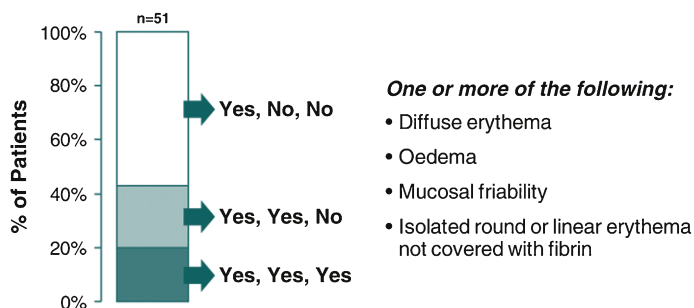 n=51
100%
80%
60%
40%
20%
0%
% of Patients
Yes, No, No
Yes, Yes, No
Yes, Yes, Yes
One or more of the following:
• Diffuse erythema
• Oedema
• Mucosal friability
• Isolated round or linear erythema
not covered with fibrin